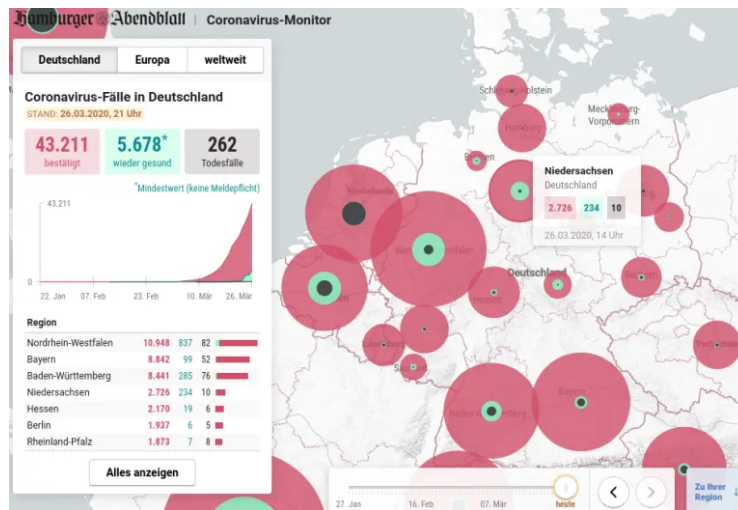 Hamburger Abendblatt | Coronavirus-Monitor
Deutschland Europa weltweit
Coronavirus-Fälle in Deutschland
STAND: 26.03.2020, 21 Uhr
43.211 5.678* 262
bestätigt wieder gesund Todesfälle
*Mindestwert (keine Meldepflicht)
43.211
0
22. Jan 07. Feb 23. Feb 10. Mär 26. Mär
Region
Nordrhein-Westfalen 10.948 837 82
Bayern 8.842 99 52
Baden-Württemberg 8.441 285 76
Niedersachsen 2.726 234 10
Hessen 2.170 19 6
Berlin 1.937 6 5
Rheinland-Pfalz 1.873 7 8
Alles anzeigen
Schleswig-Holstein
Mecklenburg-
Vorpommern
Hamburg
Bremen
Niederlande
Niedersachsen
Deutschland
2.726 234 10
26.03.2020, 14 Uhr
Deutschland
Hessen
Sachsen
Luxemburg
Bayern
Baden-Württemberg
27. Jan 16. Feb 07. Mär heute
Zu Ihrer
Region